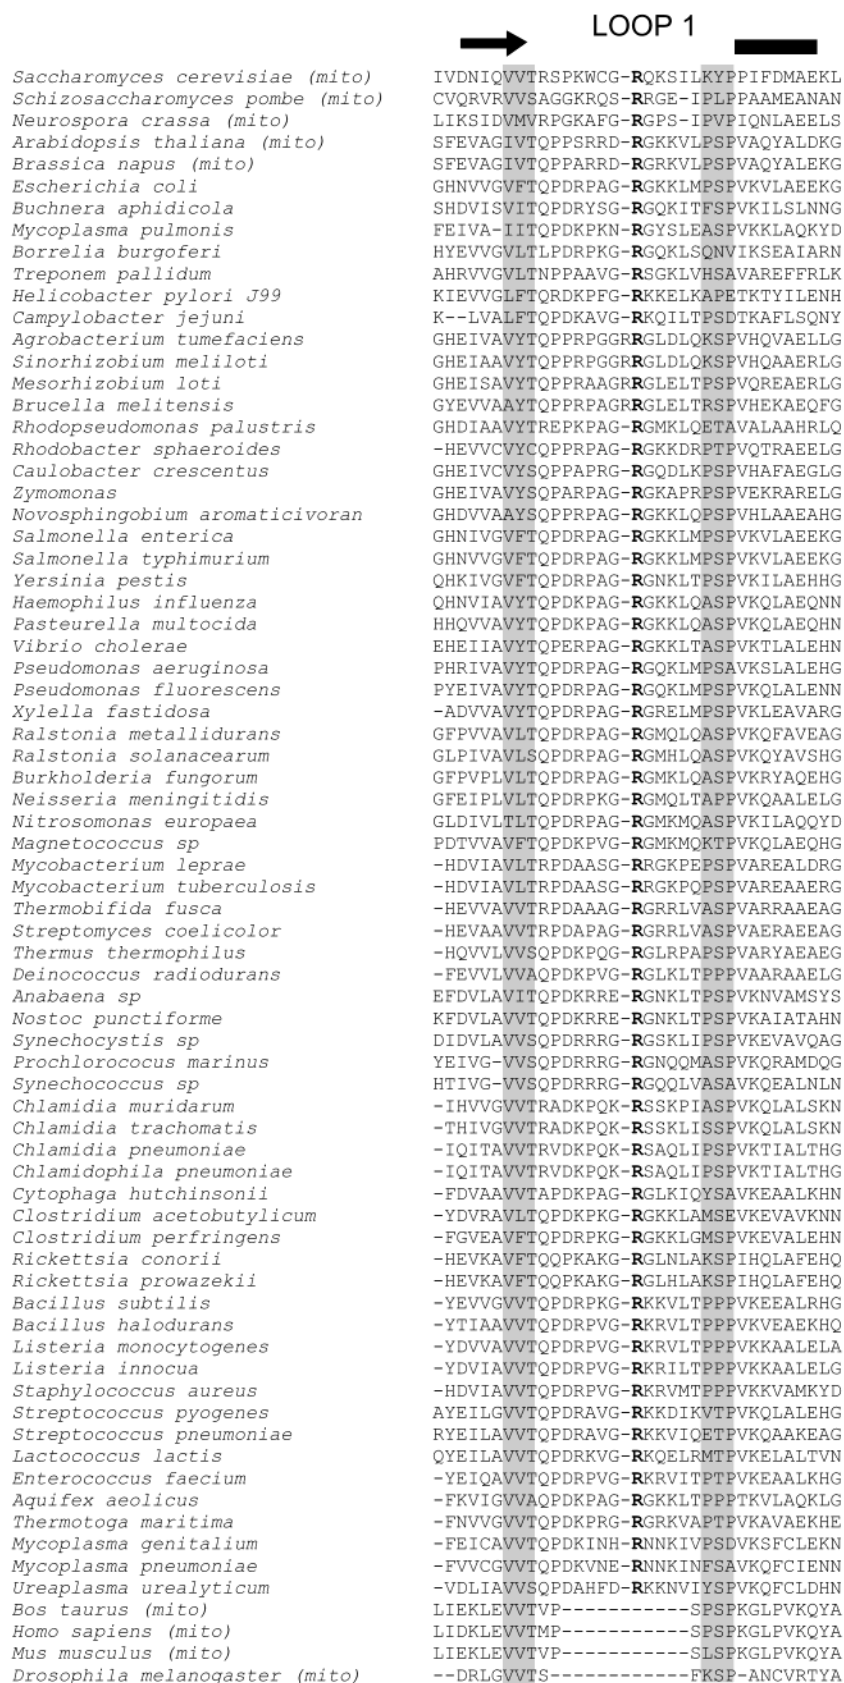 LOOP 1
Saccharomyces cerevisiae (mito) IVDNIQVVTRSPKWCG-RQKSILKYPPIFDMAEKL
Schizosaccharomyces pombe (mito) CVQRVRVVSAGGKRQS-RRGE-IPLPPAAMEANAN
Neurospora crassa (mito) LIKSIDVMVRPGKAFG-RGPS-IPVPIQNLAEELS
Arabidopsis thaliana (mito) SFEVAGIVTQPPSRRD-RGKKVLPSPVAQYALDKG
Brassica napus (mito) SFEVAGIVTQPPARRD-RGRKVLPSPVAQYALEKG
Escherichia coli GHNVVGVFTQPDRPAG-RGKKLMPSPVKVLAEEKG
Buchnera aphidicola SHDVISVITQPDRYSG-RGQKITFSPVKILSLNNG
Mycoplasma pulmonis FEIVA-IITQPDKPKN-RGYSLEASPVKKLAQKYD
Borrelia burgoferi HYEVVGVLTLPDRPKG-RGQKLSQNVIKSEAIARN
Treponem pallidum AHRVVGVLTNPPAAVG-RSGKLVHSAVAREFFRLK
Helicobacter pylori J99 KIEVVGLFTQRDKPFG-RKKELKAPETKTYILENH
Campylobacter jejuni K--LVALFTQPDKAVG-RKQILTPSDTKAFLSQNY
Agrobacterium tumefaciens GHEIVAVYTQPPRPGGRRGLDLQKSPVHQVAELLG
Sinorhizobium meliloti GHEIAAVYTQPPRPGGRRGLDLQKSPVHQAAERLG
Mesorhizobium loti GHEISAVYTQPPRAAGRRGLELTPSPVQREAERLG
Brucella melitensis GYEVVAAYTQPPRPAGRRGLELTRSPVHEKAEQFG
Rhodopseudomonas palustris GHDIAAVYTREPKPAG-RGMKLQETAVALAAHRLQ
Rhodobacter sphaeroides -HEVVCVYCQPPRPAG-RGKKDRPTPVQTRAEELG
Caulobacter crescentus GHEIVCVYSQPPAPRG-RGQDLKPSPVHAFAEGLG
Zymomonas GHEIVAVYSQPARPAG-RGKAPRPSPVEKRARELG
Novosphingobium aromaticivoran GHDVVAAYSQPPRPAG-RGKKLQPSPVHLAAEAHG
Salmonella enterica GHNIVGVFTQPDRPAG-RGKKLMPSPVKVLAEEKG
Salmonella typhimurium GHNVVGVFTQPDRPAG-RGKKLMPSPVKVLAEEKG
Yersinia pestis QHKIVGVFTQPDRPAG-RGNKLTPSPVKILAEHHG
Haemophilus influenza QHNVIAVYTQPDKPAG-RGKKLQASPVKQLAEQNN
Pasteurella multocida HHQVVAVYTQPDKPAG-RGKKLQASPVKQLAEQHN
Vibrio cholerae EHEIIAVYTQPERPAG-RGKKLTASPVKTLALEHG
Pseudomonas aeruginosa PHRIVAVYTQPDRPAG-RGQKLMPSAVKSLALEHG
Pseudomonas fluorescens PYEIVAVYTQPDRPAG-RGQKLMPSPVKQLALENN
Xylella fastidosa -ADVVAVYTQPDRPAG-RGRELMPSPVKLEAVARG
Ralstonia metallidurans GFPVVAVLTQPDRPAG-RGMQLQASPVKQFAVEAG
Ralstonia solanacearum GLPIVAVLSQPDRPAG-RGMHLQASPVKQYAVSHG
Burkholderia fungorum GFPVPLVLTQPDRPAG-RGMKLQASPVKRYAQEHG
Neisseria meningitidis GFEIPLVLTQPDRPKG-RGMQLTAPPVKQAALELG
Nitrosomonas europaea GLDIVLTLTQPDRPAG-RGMKMQASPVKILAQQYD
Magnetococcus sp PDTVVAVFTQPDKPVG-RGMKMQKTPVKQLAEQHG
Mycobacterium leprae -HDVIAVLTRPDAASG-RRGKPEPSPVAREALDRG
Mycobacterium tuberculosis -HDVIAVLTRPDAASG-RRGKPQPSPVAREAAERG
Thermobifida fusca -HEVVAVVTRPDAAAG-RGRRLVASPVARRAAEAG
Streptomyces coelicolor -HEVAAVVTRPDAPAG-RGRRLVASPVAERAEEAG
Thermus thermophilus -HQVVLVVSQPDKPQG-RGLRPAPSPVARYAEAEG
Deinococcus radiodurans -FEVVLVVAQPDKPVG-RGLKLTPPPVAARAAELG
Anabaena sp EFDVLAVITQPDKRRE-RGNKLTPSPVKNVAMSYS
Nostoc punctiforme KFDVLAVVTQPDKRRE-RGNKLTPSPVKAIATAHN
Synechocystis sp DIDVLAVVSQPDKRRG-RGSKLIPSPVKEVAVQAG
Prochlorococus marinus YEIVG-VVSQPDRRRG-RGNQQMASPVKQRAMDQG
Synechococcus sp HTIVG-VVSQPDRRRG-RGQQLVASAVKQEALNLN
Chlamidia muridarum -IHVVGVVTRADKPQK-RSSKPIASPVKQLALSKN
Chlamidia trachomatis -THIVGVVTRADKPQK-RSSKLISSPVKQLALSKN
Chlamidia pneumoniae -IQITAVVTRVDKPQK-RSAQLIPSPVKTIALTHG
Chlamidophila pneumoniae -IQITAVVTRVDKPQK-RSAQLIPSPVKTIALTHG
Cytophaga hutchinsonii -FDVAAVVTAPDKPAG-RGLKIQYSAVKEAALKHN
Clostridium acetobutylicum -YDVRAVLTQPDKPKG-RGKKLAMSEVKEVAVKNN
Clostridium perfringens -FGVEAVFTQPDKPKG-RGKKLGMSPVKEVALEHN
Rickettsia conorii -HEVKAVFTQQPKAKG-RGLNLAKSPIHQLAFEHQ
Rickettsia prowazekii -HEVKAVFTQQPKAKG-RGLHLAKSPIHQLAFEHQ
Bacillus subtilis -YEVVGVVTQPDRPKG-RKKVLTPPPVKEEALRHG
Bacillus halodurans -YTIAAVVTQPDRPVG-RKRVLTPPPVKVEAEKHQ
Listeria monocytogenes -YDVVAVVTQPDRPVG-RKRVLTPPPVKKAALELA
Listeria innocua -YDVIAVVTQPDRPVG-RKRILTPPPVKKAALELG
Staphylococcus aureus -HDVIAVVTQPDRPVG-RKRVMTPPPVKKVAMKYD
Streptococcus pyogenes AYEILGVVTQPDRAVG-RKKDIKVTPVKQLALEHG
Streptococcus pneumoniae RYEILAVVTQPDRAVG-RKKVIQETPVKQAAKEAG
Lactococcus lactis QYEILAVVTQPDRKVG-RKQELRMTPVKELALTVN
Enterococcus faecium -YEIQAVVTQPDRPVG-RKRVITPTPVKEAALKHG
Aquifex aeolicus -FKVIGVVAQPDKPAG-RGKKLTPPPTKVLAQKLG
Thermotoga maritima -FNVVGVVTQPDKPRG-RGRKVAPTPVKAVAEKHE
Mycoplasma genitalium -FEICAVVTQPDKINH-RNNKIVPSDVKSFCLEKN
Mycoplasma pneumoniae -FVVCGVVTQPDKVNE-RNNKINFSAVKQFCIENN
Ureaplasma urealyticum -VDLIAVVSQPDAHFD-RKKNVIYSPVKQFCLDHN
Bos taurus (mito) LIEKLEVVTVP-----------SPSPKGLPVKQYA
Homo sapiens (mito) LIDKLEVVTMP-----------SPSPKGLPVKQYA
Mus musculus (mito) LIEKLEVVTVP-----------SLSPKGLPVKQYA
Drosophila melanogaster (mito) --DRLGVVTS------------FKSP-ANCVRTYA